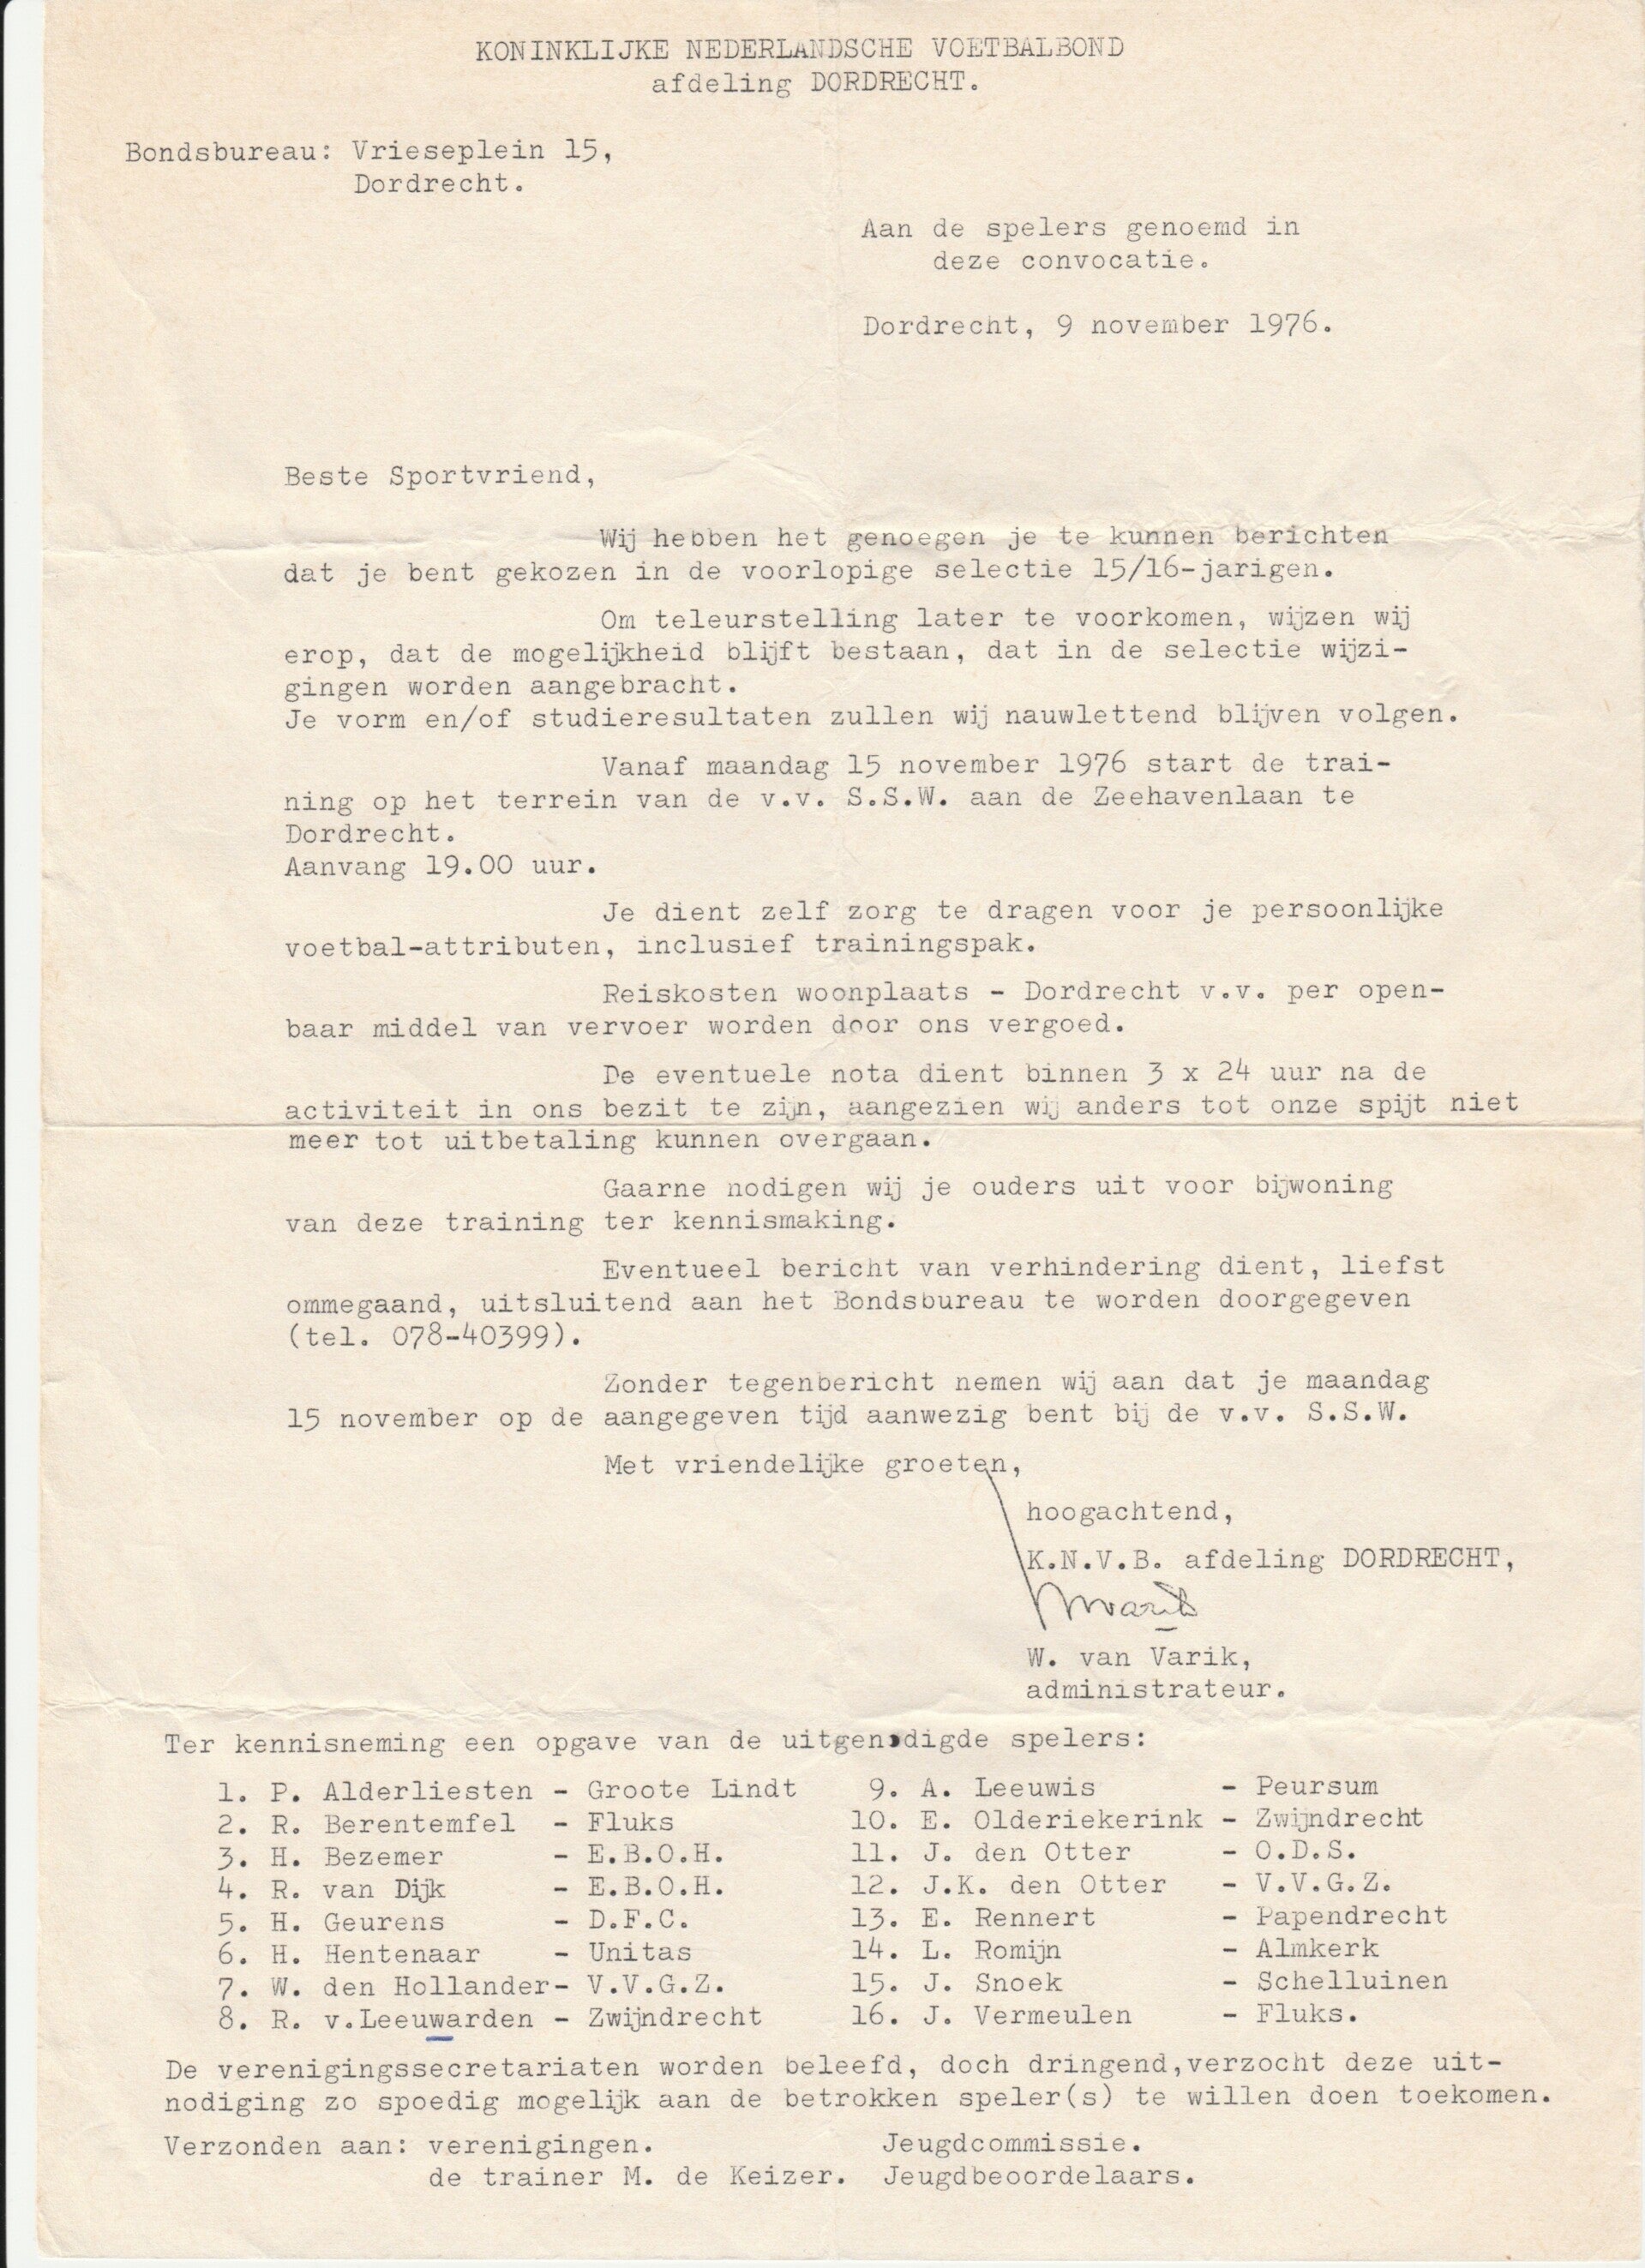 KONINKLIJKE NEDERLANDSCHE VOETBALBOND
afdeling DORDRECHT.
Bondsbureau: Vrieseplein 15,
Dordrecht.
Aan de spelers genoemd in
deze convocatie.
Dordrecht, 9 november 1976.
Beste Sportvriend,
Wij hebben het genoegen je te kunnen berichten
dat je bent gekozen in de voorlopige selectie 15/16-jarigen.
Om teleurstelling later te voorkomen, wijzen wij
erop, dat de mogelijkheid blijft bestaan, dat in de selectie wijzi-
gingen worden aangebracht.
Je vorm en/of studieresultaten zullen wij nauwlettend blijven volgen.
Vanaf maandag 15 november 1976 start de trai-
ning op het terrein van de v.v. S.S.W. aan de Zeehavenlaan te
Dordrecht.
Aanvang 19.00 uur.
Je dient zelf zorg te dragen voor je persoonlijke
voetbal-attributen, inclusief trainingspak.
Reiskosten woonplaats - Dordrecht v.v. per open-
baar middel van vervoer worden door ons vergoed.
De eventuele nota dient binnen 3 x 24 uur na de
activiteit in ons bezit te zijn, aangezien wij anders tot onze spijt niet
meer tot uitbetaling kunnen overgaan.
Gaarne nodigen wij je ouders uit voor bijwoning
van deze training ter kennismaking.
Eventueel bericht van verhindering dient, liefst
ommegaand, uitsluitend aan het Bondsbureau te worden doorgegeven
(tel. 078-40399).
Zonder tegenbericht nemen wij aan dat je maandag
15 november op de aangegeven tijd aanwezig bent bij de v.v. S.S.W.
Met vriendelijke groeten,
hoogachtend,
K.N.V.B. afdeling DORDRECHT,
W. van Varik,
administrateur.
Ter kennisneming een opgave van de uitgenodigde spelers:
1. P. Alderliesten - Groote Lindt 9. A. Leeuwis - Peursum
2. R. Berentemfel - Fluks 10. E. Olderiekerink - Zwijndrecht
3. H. Bezemer - E.B.O.H. 11. J. den Otter - O.D.S.
4. R. van Dijk - E.B.O.H. 12. J.K. den Otter - V.V.G.Z.
5. H. Geurens - D.F.C. 13. E. Rennert - Papendrecht
6. H. Hentenaar - Unitas 14. L. Romijn - Almkerk
7. W. den Hollander- V.V.G.Z. 15. J. Snoek - Schelluinen
8. R. v.Leeuwarden - Zwijndrecht 16. J. Vermeulen - Fluks.
De verenigingssecretariaten worden beleefd, doch dringend,verzocht deze uit-
nodiging zo spoedig mogelijk aan de betrokken speler(s) te willen doen toekomen.
Verzonden aan: verenigingen. Jeugdcommissie.
de trainer M. de Keizer. Jeugdbeoordelaars.